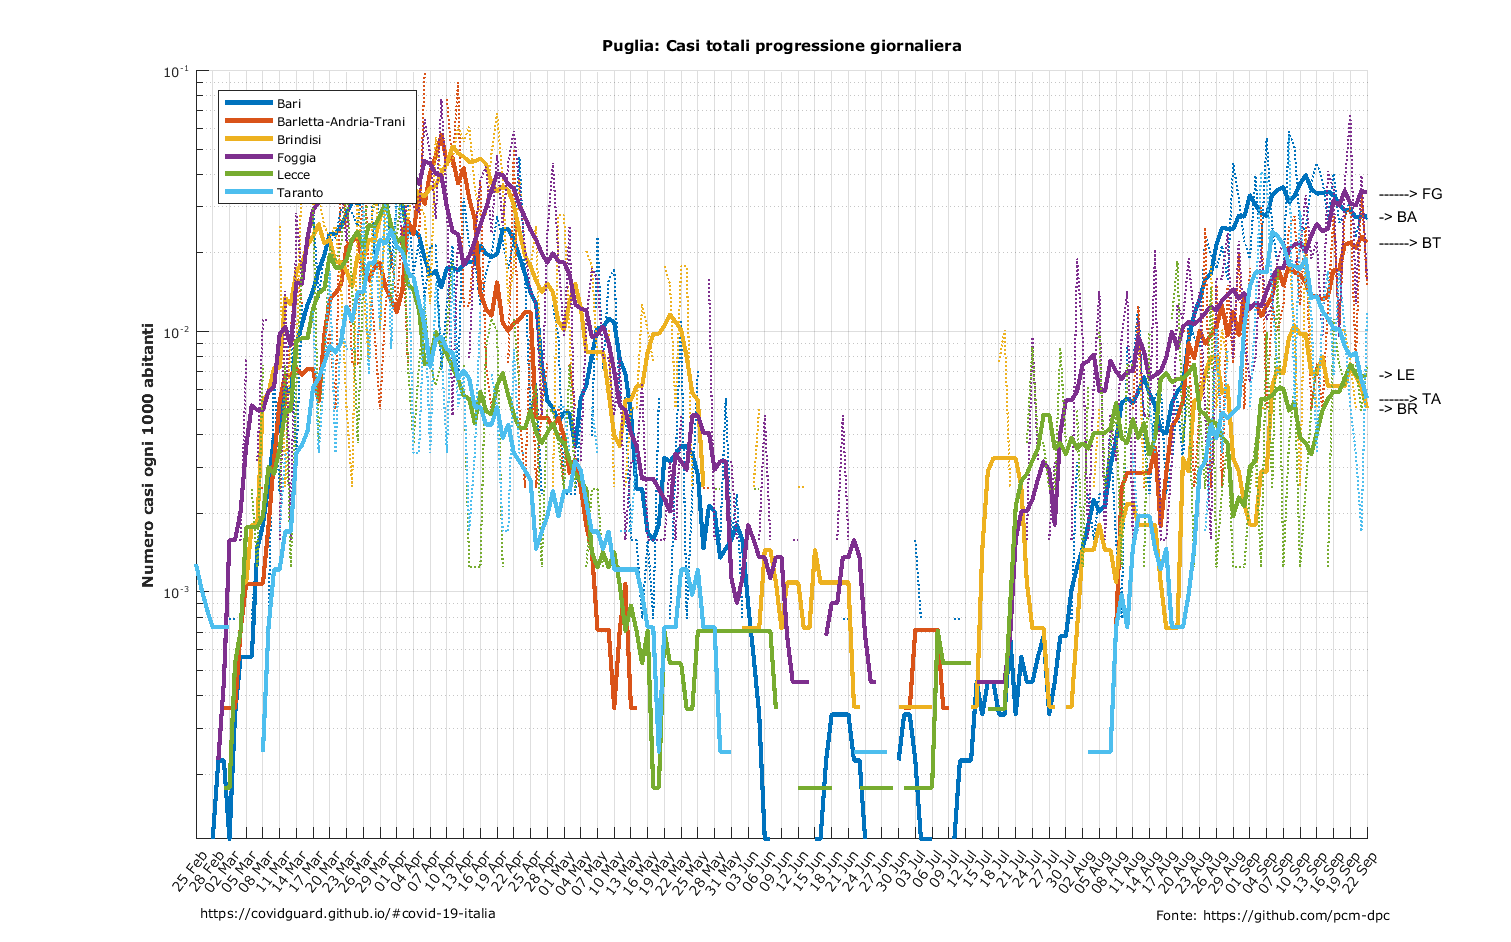 Puglia: Casi totali progressione giornaliera
Numero casi ogni 1000 abitanti
10-1
10-2
10-3
Bari
Barletta-Andria-Trani
Brindisi
Foggia
Lecce
Taranto
------> FG
-> BA
------> BT
-> LE
------> TA
-> BR
25 Feb
28 Feb
02 Mar
05 Mar
08 Mar
11 Mar
14 Mar
17 Mar
20 Mar
23 Mar
26 Mar
29 Mar
01 Apr
04 Apr
07 Apr
10 Apr
13 Apr
16 Apr
19 Apr
22 Apr
25 Apr
28 Apr
01 May
04 May
07 May
10 May
13 May
16 May
19 May
22 May
25 May
28 May
31 May
03 Jun
06 Jun
09 Jun
12 Jun
15 Jun
18 Jun
21 Jun
24 Jun
27 Jun
30 Jun
03 Jul
06 Jul
09 Jul
12 Jul
15 Jul
18 Jul
21 Jul
24 Jul
27 Jul
30 Jul
02 Aug
05 Aug
08 Aug
11 Aug
14 Aug
17 Aug
20 Aug
23 Aug
26 Aug
29 Aug
01 Sep
04 Sep
07 Sep
10 Sep
13 Sep
16 Sep
19 Sep
22 Sep
https://covidguard.github.io/#covid-19-italia
Fonte: https://github.com/pcm-dpc